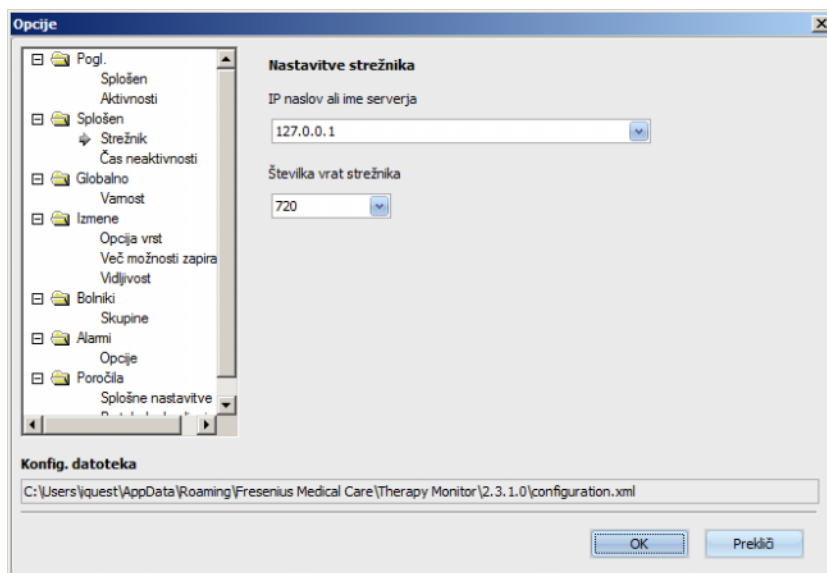 Opcije
Pogl.
Splošen
Aktivnosti
Splošen
Strežnik
Čas neaktivnosti
Globalno
Varnost
Izmene
Opcija vrst
Več možnosti zapira
Vidljivost
Bolniki
Skupine
Alarmi
Opcije
Poročila
Splošne nastavitve
Nastavitve strežnika
IP naslov ali ime serverja
127.0.0.1
Številka vrat strežnika
720
Konfig. datoteka
C:\Users\iquest\AppData\Roaming\Fresenius Medical Care\Therapy Monitor\2.3.1.0\configuration.xml
OK
Prekliči